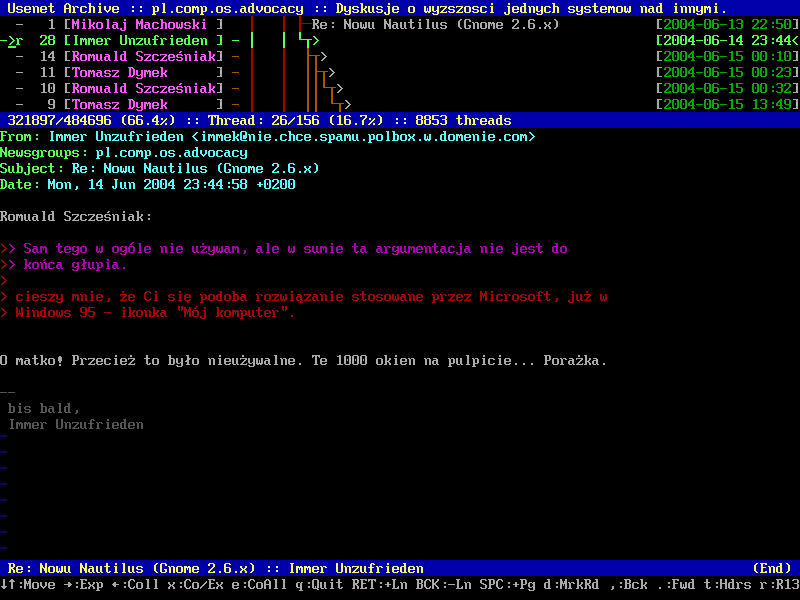 Usenet Archive :: pl.comp.os.advocacy :: Dyskusje o wyzszosci jednych systemow nad innymi.
- 1 [Mikolaj Machowski ] Re: Nowu Nautilus (Gnome 2.6.x) [2004-06-13 22:50]
->r 28 [Immer Unzufrieden ] - > [2004-06-14 23:44<
- 14 [Romuald Szcześniak] - > [2004-06-15 00:10]
- 11 [Tomasz Dymek ] - > [2004-06-15 00:23]
- 10 [Romuald Szcześniak] - > [2004-06-15 00:32]
- 9 [Tomasz Dymek ] - > [2004-06-15 13:49]
321897/484696 (66.4%) :: Thread: 26/156 (16.7%) :: 8853 threads
From: Immer Unzufrieden <immek@nie.chce.spamu.polbox.w.domenie.com>
Newsgroups: pl.comp.os.advocacy
Subject: Re: Nowu Nautilus (Gnome 2.6.x)
Date: Mon, 14 Jun 2004 23:44:58 +0200
Romuald Szcześniak:
>> Sam tego w ogóle nie używam, ale w sumie ta argumentacja nie jest do
>> końca głupia.
>
> cieszy mnie, że Ci się podoba rozwiązanie stosowane przez Microsoft, już w
> Windows 95 - ikonka "Mój komputer".
O matko! Przecież to było nieużywalne. Te 1000 okien na pulpicie... Porażka.
--
bis bald,
Immer Unzufrieden
Re: Nowu Nautilus (Gnome 2.6.x) :: Immer Unzufrieden (End)
↓↑:Move →:Exp ←:Coll x:Co/Ex e:CoAll q:Quit RET:+Ln BCK:-Ln SPC:+Pg d:MrkRd ,:Bck .:Fwd t:Hdrs r:R13